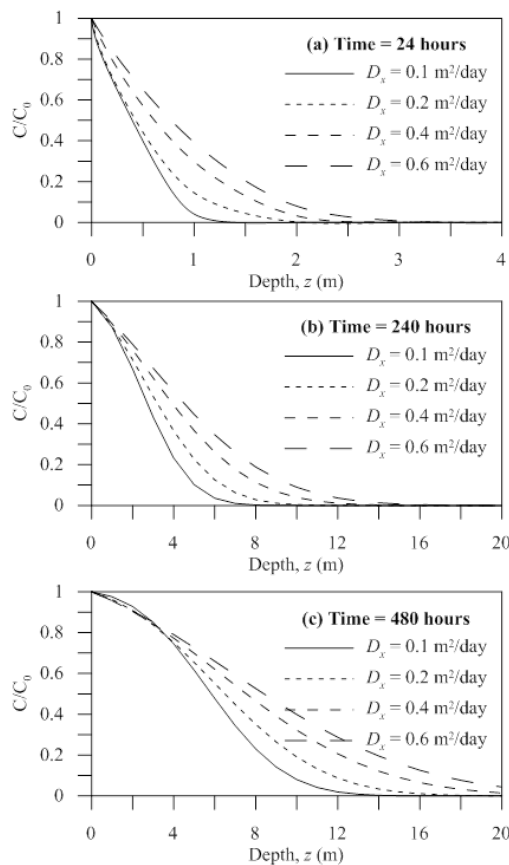 (a) Time = 24 hours
Dₓ = 0.1 m²/day
Dₓ = 0.2 m²/day
Dₓ = 0.4 m²/day
Dₓ = 0.6 m²/day
C/C₀
1
0.8
0.6
0.4
0.2
0
0 1 2 3 4
Depth, z (m)
(b) Time = 240 hours
Dₓ = 0.1 m²/day
Dₓ = 0.2 m²/day
Dₓ = 0.4 m²/day
Dₓ = 0.6 m²/day
C/C₀
1
0.8
0.6
0.4
0.2
0
0 4 8 12 16 20
Depth, z (m)
(c) Time = 480 hours
Dₓ = 0.1 m²/day
Dₓ = 0.2 m²/day
Dₓ = 0.4 m²/day
Dₓ = 0.6 m²/day
C/C₀
1
0.8
0.6
0.4
0.2
0
0 4 8 12 16 20
Depth, z (m)